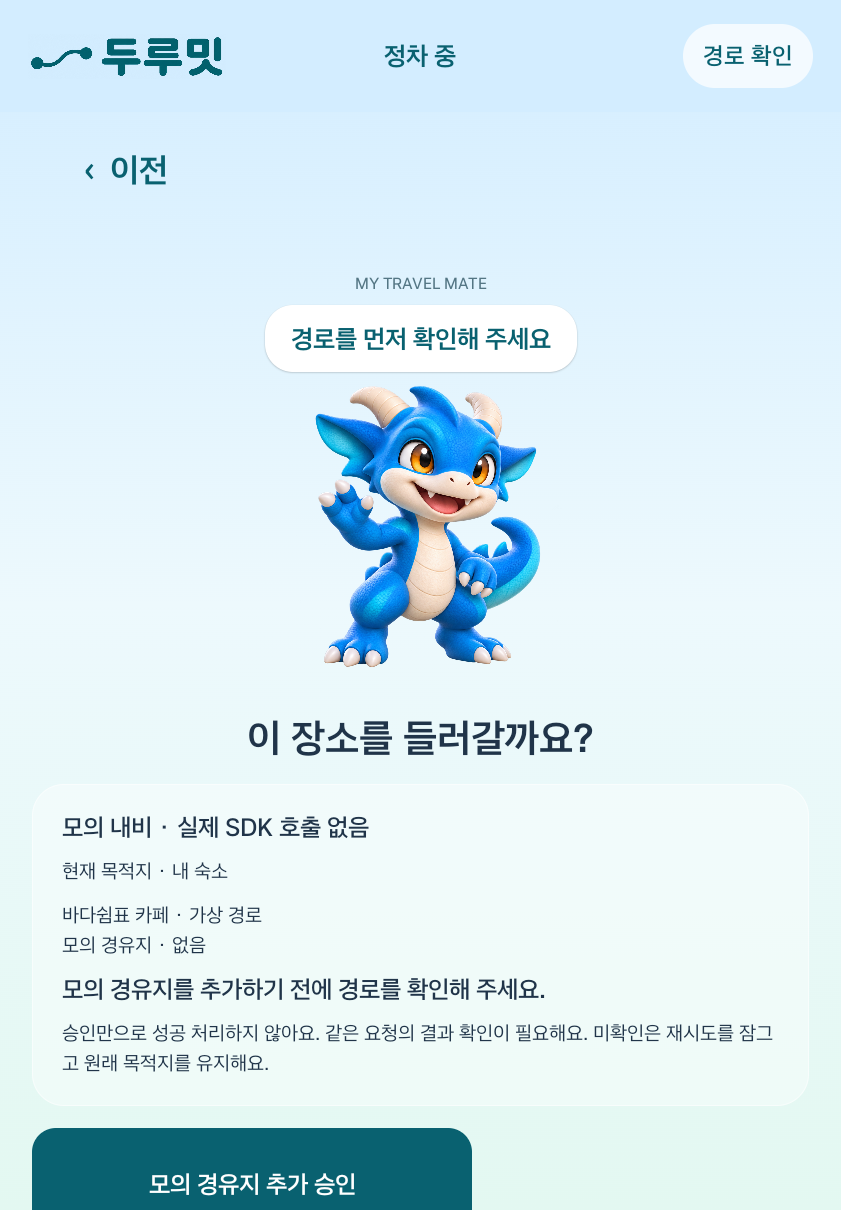 두루밋
정차 중
경로 확인
‹ 이전
MY TRAVEL MATE
경로를 먼저 확인해 주세요
이 장소를 들러갈까요?
모의 내비 · 실제 SDK 호출 없음
현재 목적지 · 내 숙소
바다쉼표 카페 · 가상 경로
모의 경유지 · 없음
모의 경유지를 추가하기 전에 경로를 확인해 주세요.
승인만으로 성공 처리하지 않아요. 같은 요청의 결과 확인이 필요해요. 미확인은 재시도를 잠그
고 원래 목적지를 유지해요.
모의 경유지 추가 승인